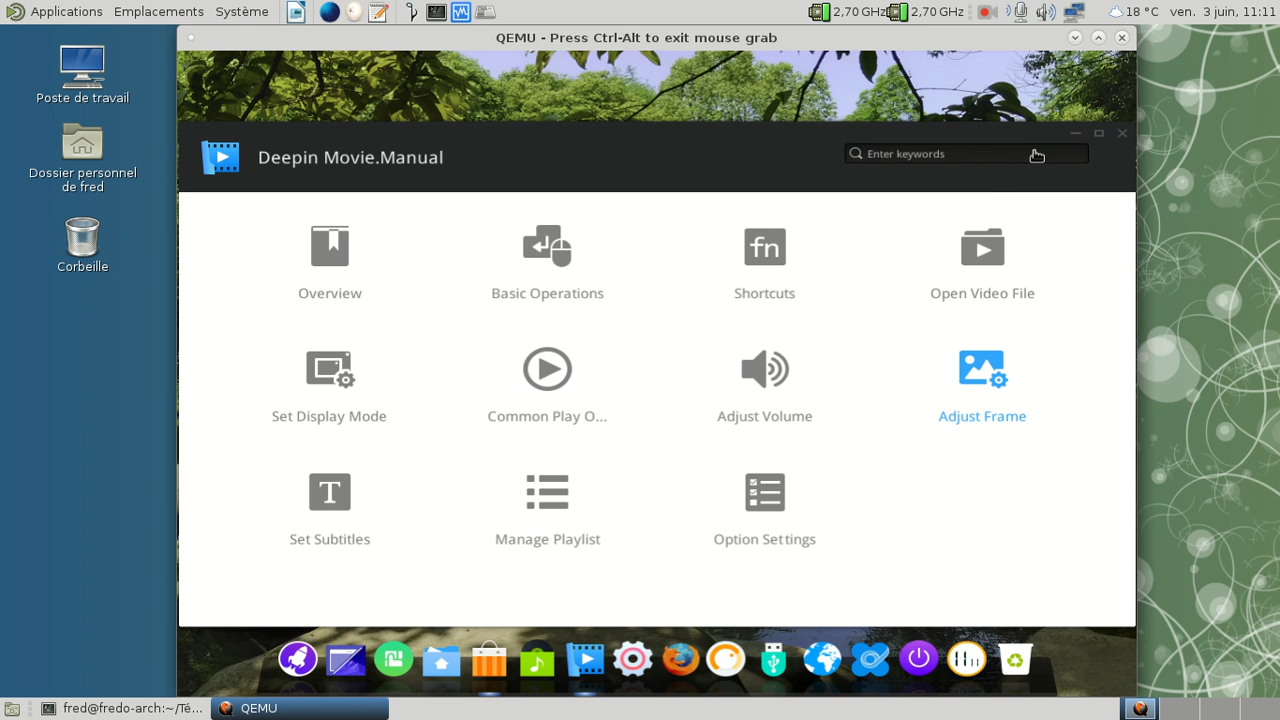 Applications Emplacements Système 2,70 GHz 2,70 GHz 18 °C ven. 3 juin, 11:11
QEMU - Press Ctrl-Alt to exit mouse grab
Poste de travail
Dossier personnel
de fred
Corbeille
Deepin Movie.Manual
Enter keywords
Overview Basic Operations Shortcuts Open Video File
fn
Set Display Mode Common Play O... Adjust Volume Adjust Frame
T
Set Subtitles Manage Playlist Option Settings
fred@fredo-arch:~/Té... QEMU